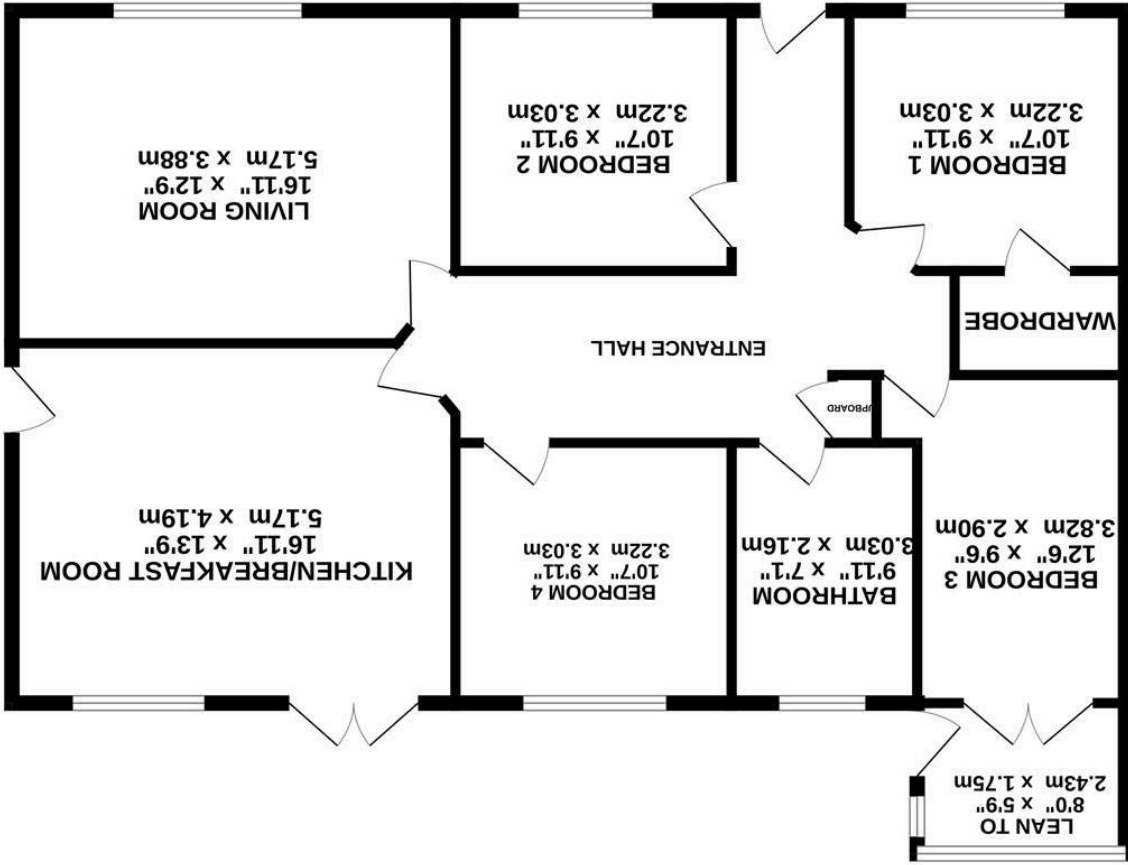 LEAN TO
8'0" x 5'9"
2.43m x 1.75m
BEDROOM 3
12'6" x 9'6"
3.82m x 2.90m
BATHROOM
9'11" x 7'1"
3.03m x 2.16m
BEDROOM 4
10'7" x 9'11"
3.22m x 3.03m
KITCHEN/BREAKFAST ROOM
16'11" x 13'9"
5.17m x 4.19m
UPBOARD
ENTRANCE HALL
WARDROBE
BEDROOM 1
10'7" x 9'11"
3.22m x 3.03m
BEDROOM 2
10'7" x 9'11"
3.22m x 3.03m
LIVING ROOM
16'11" x 12'9"
5.17m x 3.88m